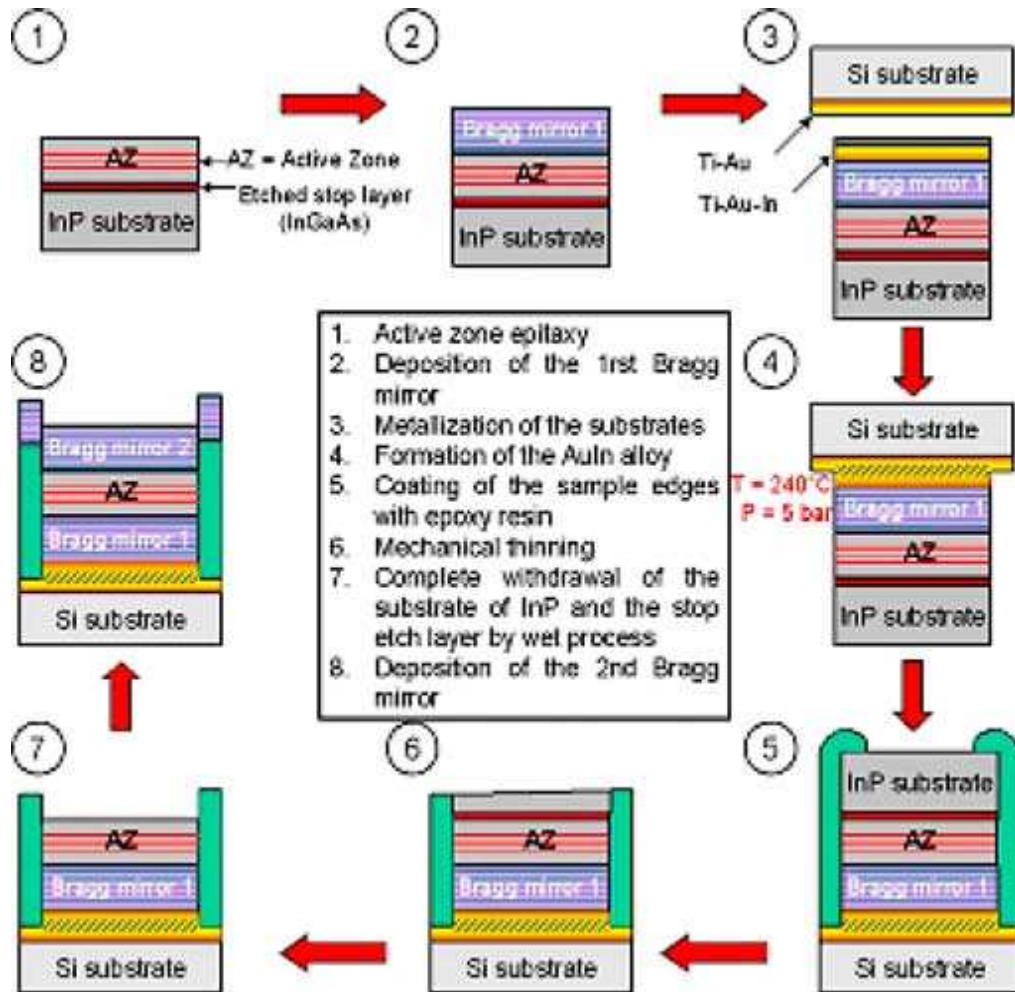 1
2
3
Si substrate
Bragg mirror 1
AZ
AZ = Active Zone
AZ
Ti-Au
Etched stop layer
(InGaAs)
Ti-Au-In
Bragg mirror 1
InP substrate
InP substrate
AZ
InP substrate
8
4
1. Active zone epitaxy
2. Deposition of the 1rst Bragg
mirror
3. Metallization of the substrates
4. Formation of the AuIn alloy
5. Coating of the sample edges
with epoxy resin
6. Mechanical thinning
7. Complete withdrawal of the
substrate of InP and the stop
etch layer by wet process
8. Deposition of the 2nd Bragg
mirror
Si substrate
T = 240°C
P = 5 bar
Bragg mirror 1
AZ
InP substrate
Bragg mirror 2
AZ
Bragg mirror 1
Si substrate
7
6
5
InP substrate
AZ
Bragg mirror 1
Si substrate
AZ
Bragg mirror 1
Si substrate
AZ
Bragg mirror 1
Si substrate